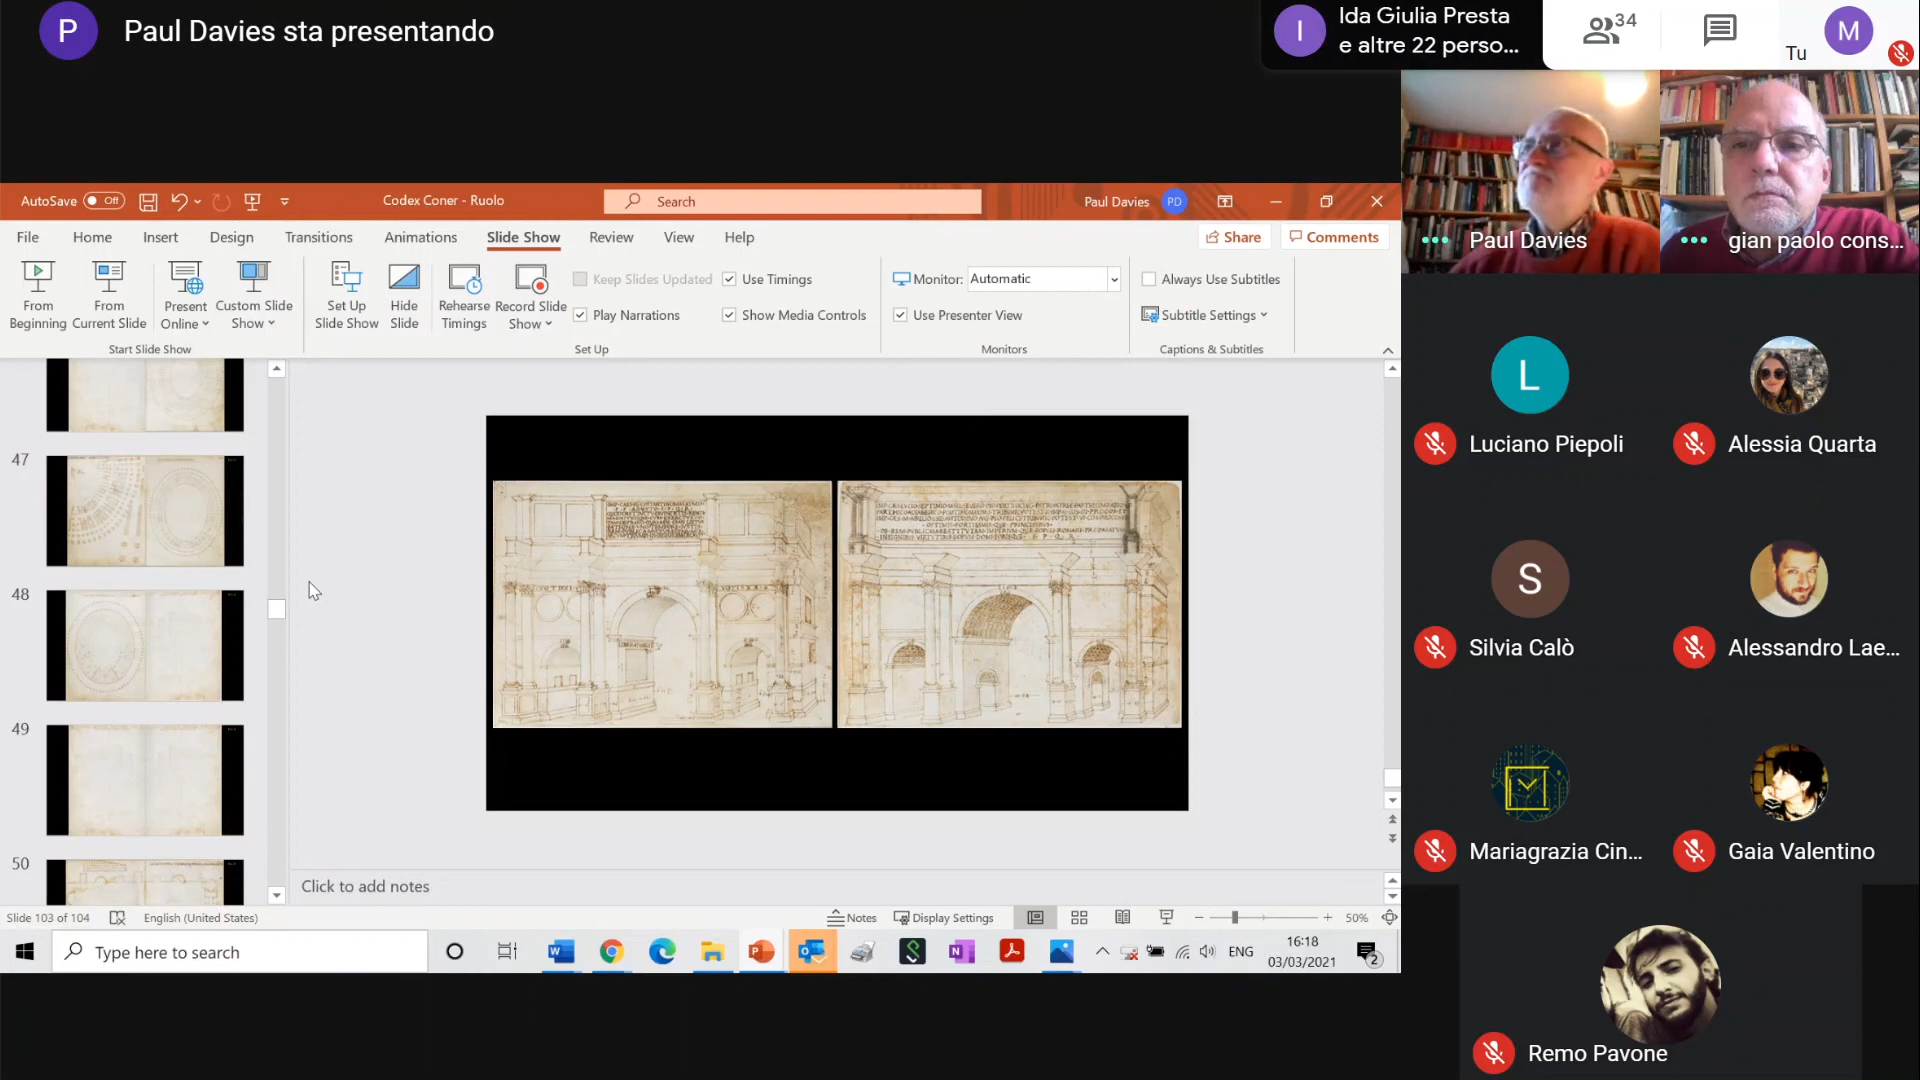 P
Paul Davies sta presentando
I
Ida Giulia Presta
e altre 22 perso...
34
Tu
M
AutoSave
Off
Codex Coner - Ruolo
Search
Paul Davies
PD
File
Home
Insert
Design
Transitions
Animations
Slide Show
Review
View
Help
Share
Comments
From
Beginning
From
Current Slide
Present
Online
Custom Slide
Show
Start Slide Show
Set Up
Slide Show
Hide
Slide
Rehearse
Timings
Record Slide
Show
Keep Slides Updated
Use Timings
Play Narrations
Show Media Controls
Set Up
Monitor:
Automatic
Use Presenter View
Monitors
Always Use Subtitles
Subtitle Settings
Captions & Subtitles
47
48
49
50
Click to add notes
Slide 103 of 104
English (United States)
Notes
Display Settings
50%
Type here to search
ENG
16:18
03/03/2021
2
Paul Davies
gian paolo cons...
L
Luciano Piepoli
Alessia Quarta
S
Silvia Calò
Alessandro Lae...
Mariagrazia Cin...
Gaia Valentino
Remo Pavone